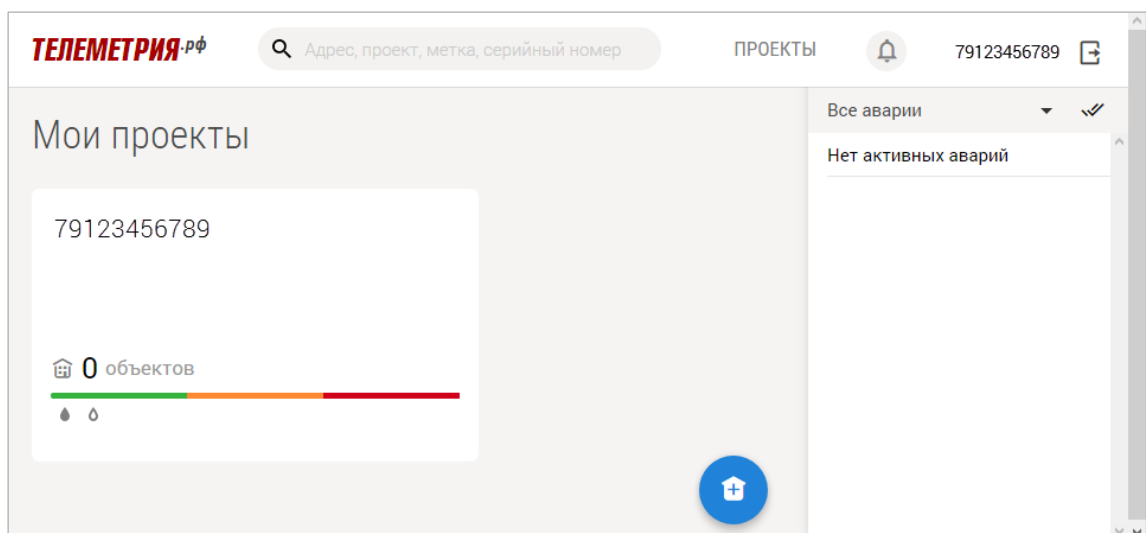 ТЕЛЕМЕТРИЯ.рф
Адрес, проект, метка, серийный номер
ПРОЕКТЫ
79123456789
Мои проекты
79123456789
0 объектов
Все аварии
Нет активных аварий